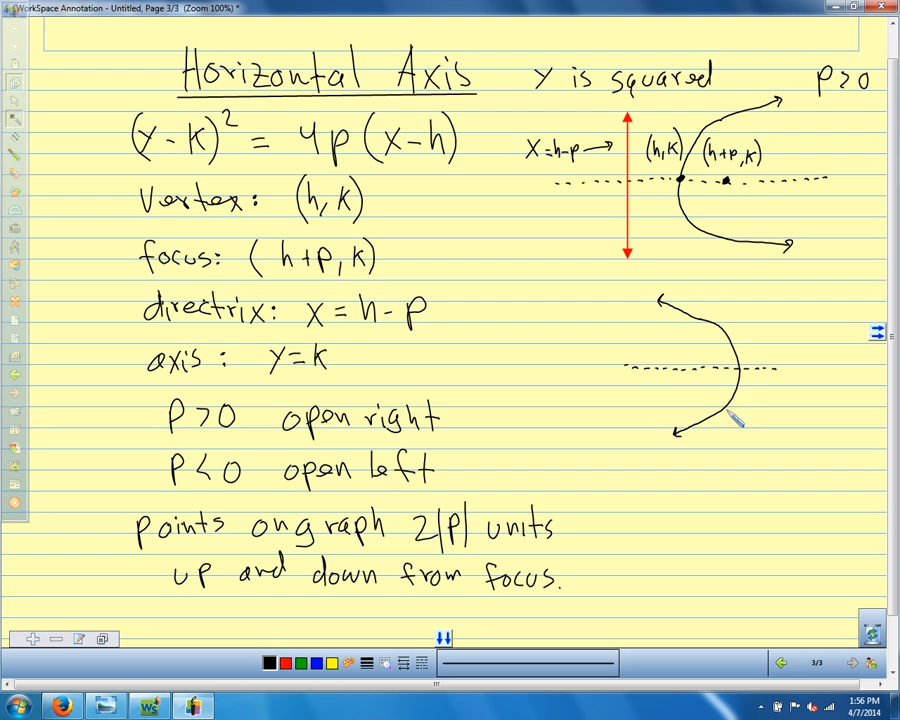 WorkSpace Annotation - Untitled, Page 3/3 (Zoom 100%) *
Horizontal Axis Y is squared P>0
(Y-K)² = 4p(X-h)
X=h-p → (h,K) (h+p,K)
Vertex: (h,K)
focus: (h+p, K)
directrix: X = h-p
axis: Y=K
P>0 open right
P<0 open left
points on graph 2|P| units
up and down from focus.
3/3
1:56 PM
4/7/2014